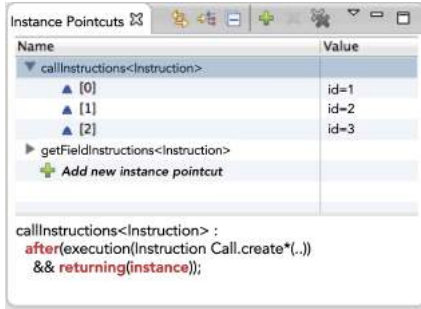 Instance Pointcuts
Name Value
callInstructions<Instruction>
[0] id=1
[1] id=2
[2] id=3
getFieldInstructions<Instruction>
Add new instance pointcut
callInstructions<Instruction> :
after(execution(Instruction Call.create*(..))
&& returning(instance));